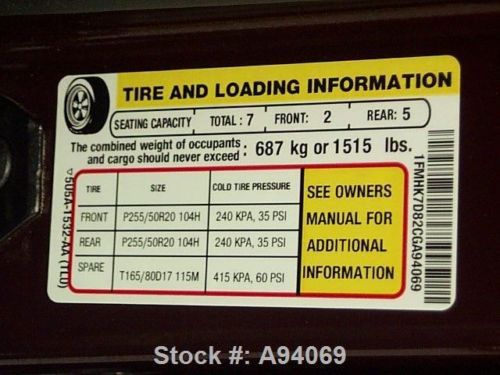 TIRE AND LOADING INFORMATION
SEATING CAPACITY TOTAL : 7 FRONT: 2 REAR: 5
The combined weight of occupants
and cargo should never exceed : 687 kg or 1515 lbs.
TIRE SIZE COLD TIRE PRESSURE
FRONT P255/50R20 104H 240 KPA, 35 PSI
REAR P255/50R20 104H 240 KPA, 35 PSI
SPARE T165/80D17 115M 415 KPA, 60 PSI
SEE OWNERS
MANUAL FOR
ADDITIONAL
INFORMATION
1FMHK7D82CGA94069
Stock #: A94069